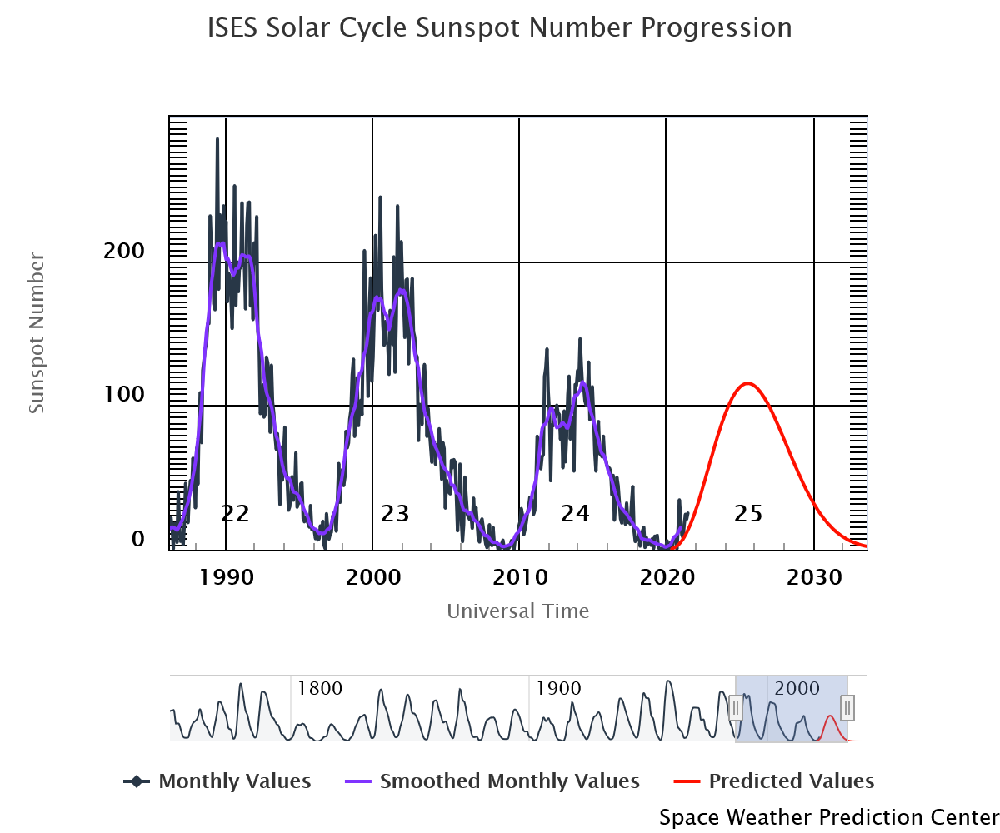 ISES Solar Cycle Sunspot Number Progression
Sunspot Number
200
100
0
22 23 24 25
1990 2000 2010 2020 2030
Universal Time
1800 1900 2000
Monthly Values Smoothed Monthly Values Predicted Values
Space Weather Prediction Center